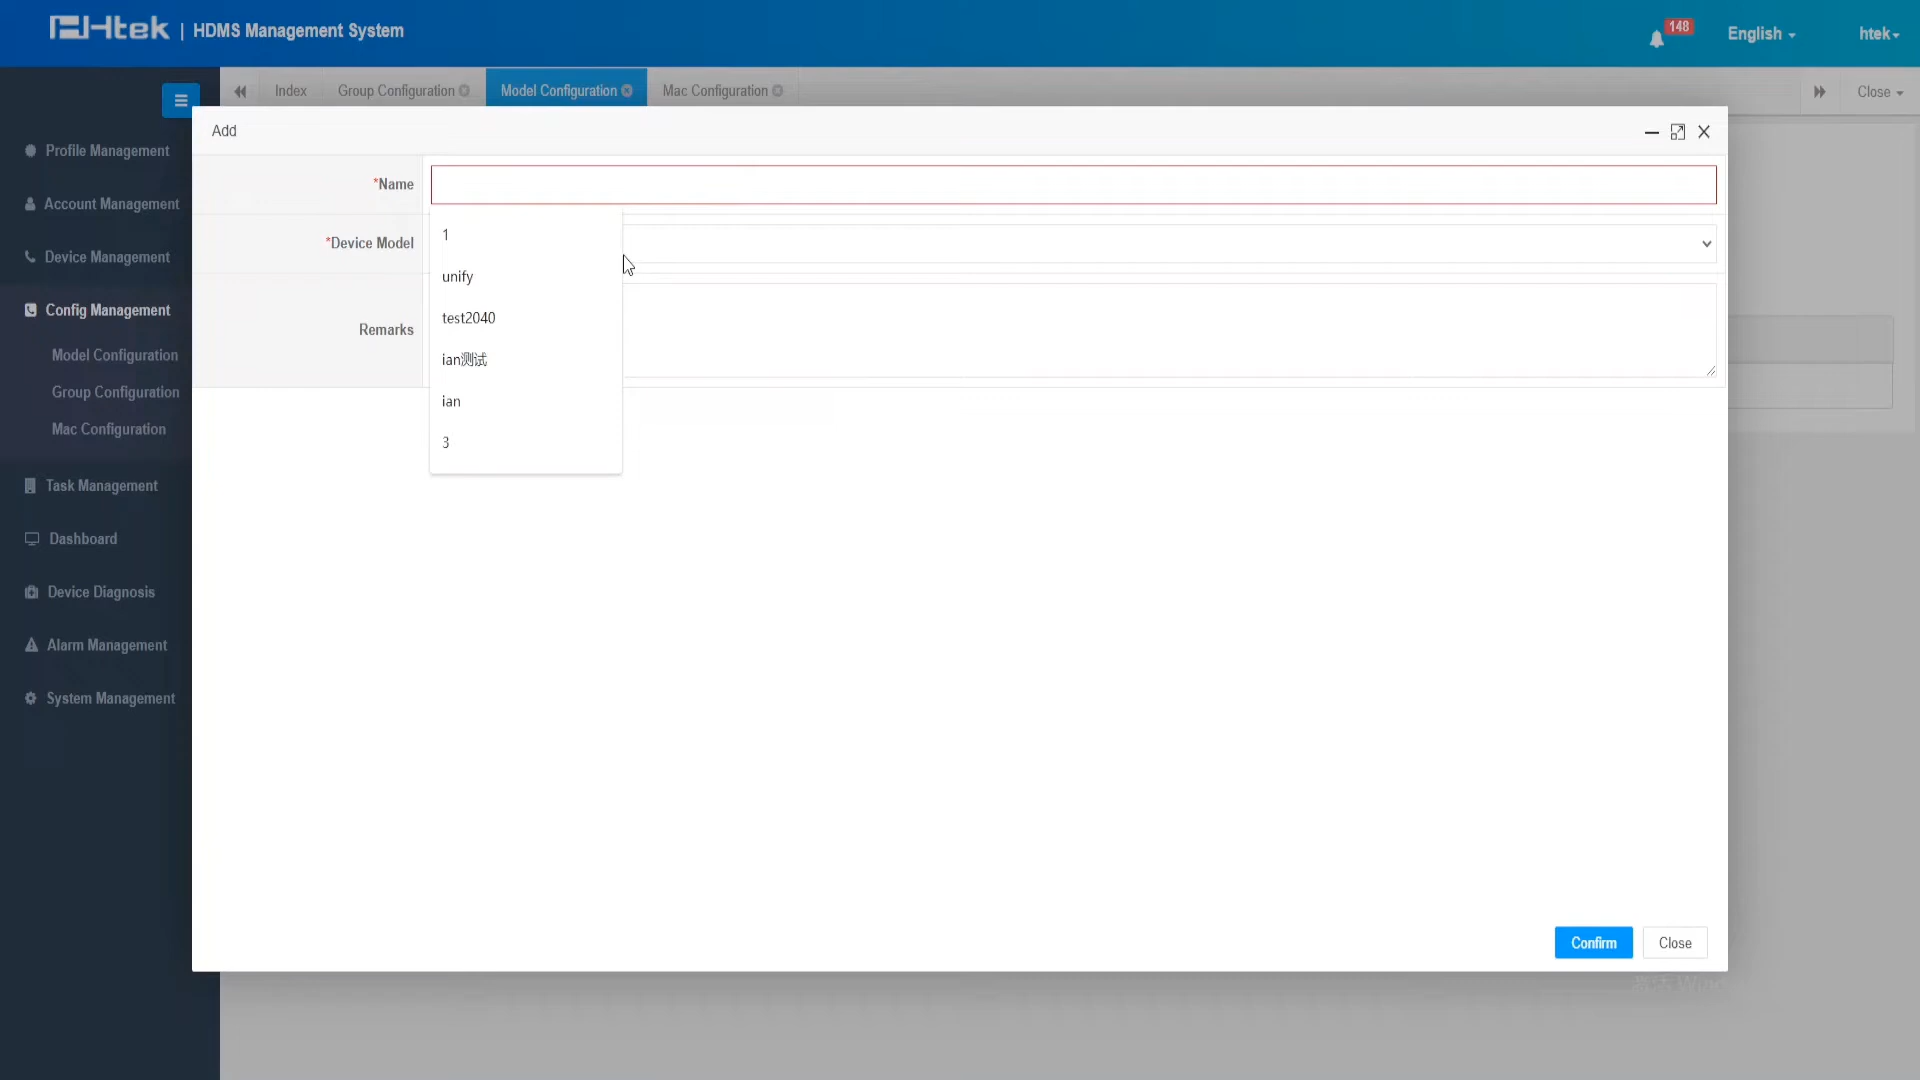 Htek | HDMS Management System
148
English
htek
Index
Group Configuration
Model Configuration
Mac Configuration
Close
Profile Management
Account Management
Device Management
Config Management
Model Configuration
Group Configuration
Mac Configuration
Task Management
Dashboard
Device Diagnosis
Alarm Management
System Management
Add
*Name
1
*Device Model
unify
test2040
Remarks
ian测试
ian
3
Confirm
Close